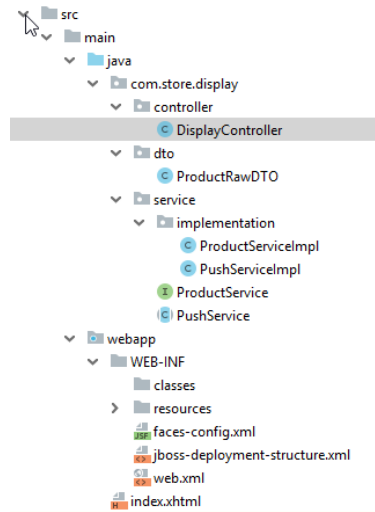 src
main
java
com.store.display
controller
C DisplayController
dto
C ProductRawDTO
service
implementation
C ProductServiceImpl
C PushServiceImpl
I ProductService
C PushService
webapp
WEB-INF
classes
resources
JSF faces-config.xml
jboss-deployment-structure.xml
web.xml
H index.xhtml